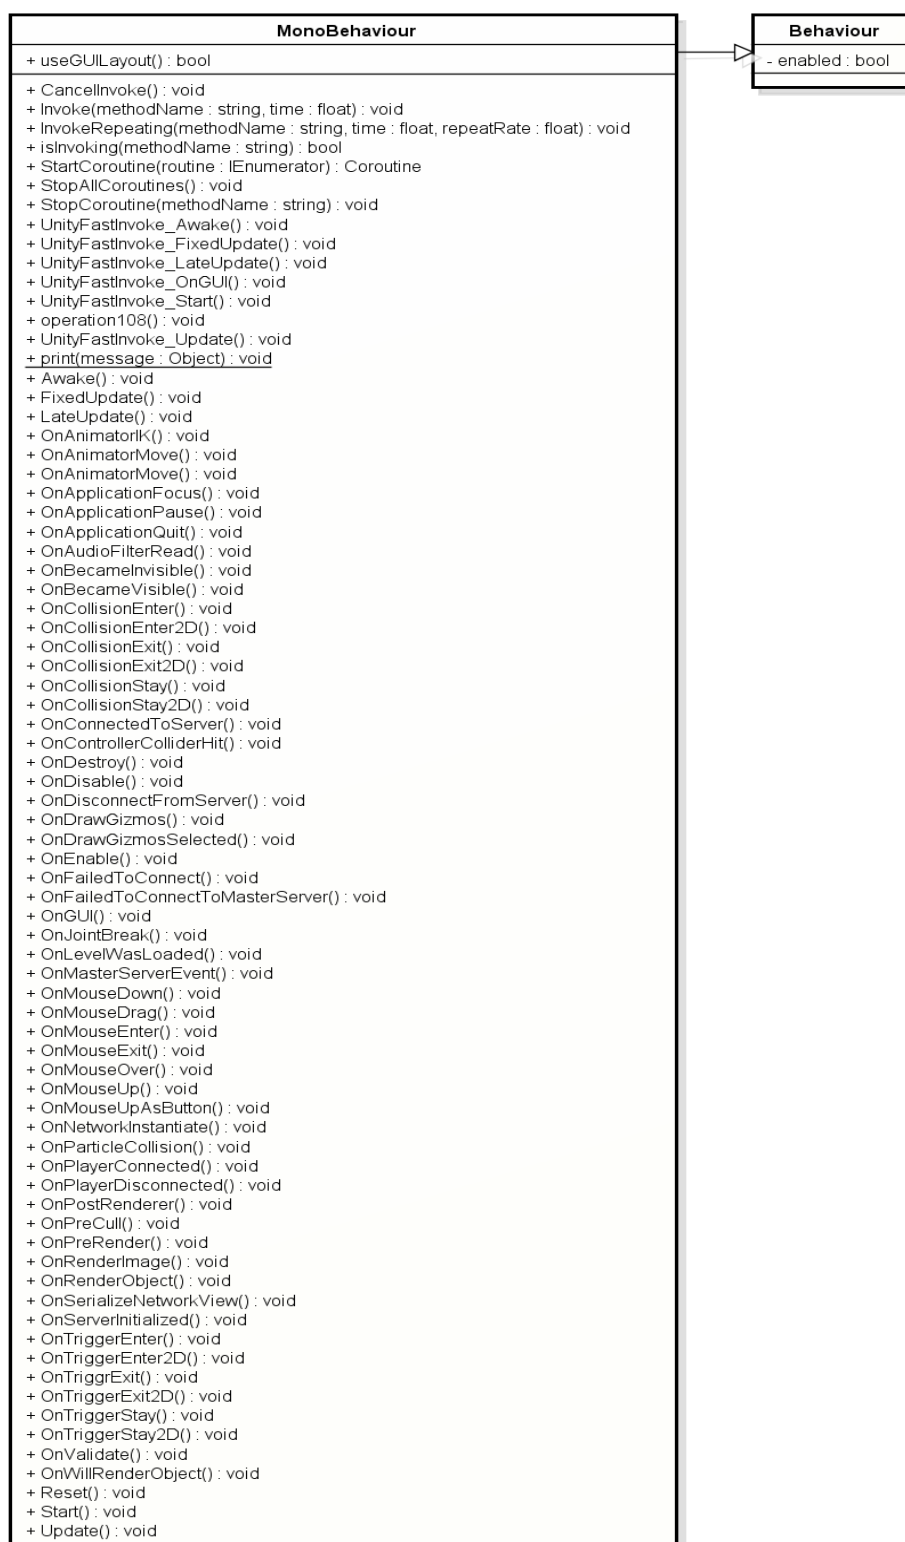 MonoBehaviour
+ useGUILayout() : bool
+ CancelInvoke() : void
+ Invoke(methodName : string, time : float) : void
+ InvokeRepeating(methodName : string, time : float, repeatRate : float) : void
+ isInvoking(methodName : string) : bool
+ StartCoroutine(routine : IEnumerator) : Coroutine
+ StopAllCoroutines() : void
+ StopCoroutine(methodName : string) : void
+ UnityFastInvoke_Awake() : void
+ UnityFastInvoke_FixedUpdate() : void
+ UnityFastInvoke_LateUpdate() : void
+ UnityFastInvoke_OnGUI() : void
+ UnityFastInvoke_Start() : void
+ operation108() : void
+ UnityFastInvoke_Update() : void
+ print(message : Object) : void
+ Awake() : void
+ FixedUpdate() : void
+ LateUpdate() : void
+ OnAnimatorIK() : void
+ OnAnimatorMove() : void
+ OnAnimatorMove() : void
+ OnApplicationFocus() : void
+ OnApplicationPause() : void
+ OnApplicationQuit() : void
+ OnAudioFilterRead() : void
+ OnBecameInvisible() : void
+ OnBecameVisible() : void
+ OnCollisionEnter() : void
+ OnCollisionEnter2D() : void
+ OnCollisionExit() : void
+ OnCollisionExit2D() : void
+ OnCollisionStay() : void
+ OnCollisionStay2D() : void
+ OnConnectedToServer() : void
+ OnControllerColliderHit() : void
+ OnDestroy() : void
+ OnDisable() : void
+ OnDisconnectFromServer() : void
+ OnDrawGizmos() : void
+ OnDrawGizmosSelected() : void
+ OnEnable() : void
+ OnFailedToConnect() : void
+ OnFailedToConnectToMasterServer() : void
+ OnGUI() : void
+ OnJointBreak() : void
+ OnLevelWasLoaded() : void
+ OnMasterServerEvent() : void
+ OnMouseDown() : void
+ OnMouseDrag() : void
+ OnMouseEnter() : void
+ OnMouseExit() : void
+ OnMouseOver() : void
+ OnMouseUp() : void
+ OnMouseUpAsButton() : void
+ OnNetworkInstantiate() : void
+ OnParticleCollision() : void
+ OnPlayerConnected() : void
+ OnPlayerDisconnected() : void
+ OnPostRenderer() : void
+ OnPreCull() : void
+ OnPreRender() : void
+ OnRenderImage() : void
+ OnRenderObject() : void
+ OnSerializeNetworkView() : void
+ OnServerInitialized() : void
+ OnTriggerEnter() : void
+ OnTriggerEnter2D() : void
+ OnTriggrExit() : void
+ OnTriggerExit2D() : void
+ OnTriggerStay() : void
+ OnTriggerStay2D() : void
+ OnValidate() : void
+ OnWillRenderObject() : void
+ Reset() : void
+ Start() : void
+ Update() : void
Behaviour
- enabled : bool